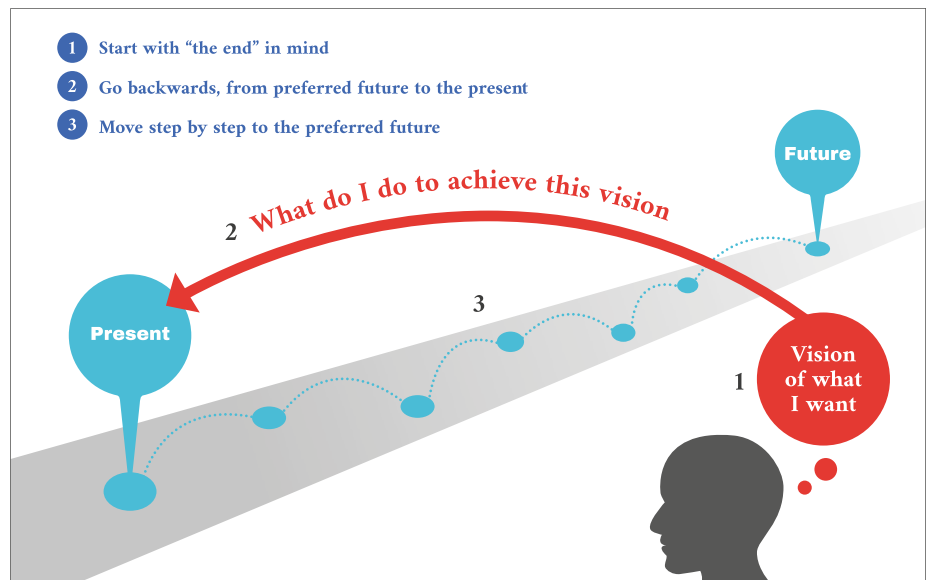 1 Start with “the end” in mind
2 Go backwards, from preferred future to the present
3 Move step by step to the preferred future
Future
2 What do I do to achieve this vision
Present
3
1
Vision
of what
I want